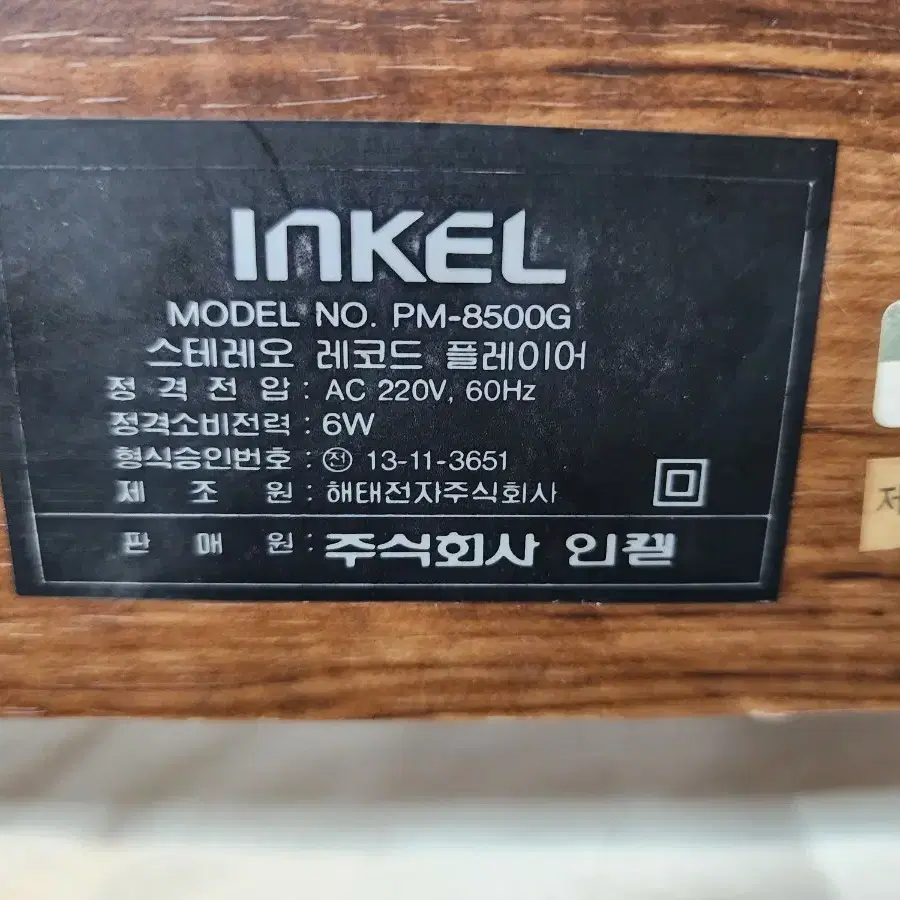 INKEL
MODEL NO. PM-8500G
스테레오 레코드 플레이어
정 격 전 압 : AC 220V, 60Hz
정격소비전력 : 6W
형식승인번호 : 전 13-11-3651
제 조 원 : 해태전자주식회사
판 매 원 : 주식회사 인켈
제